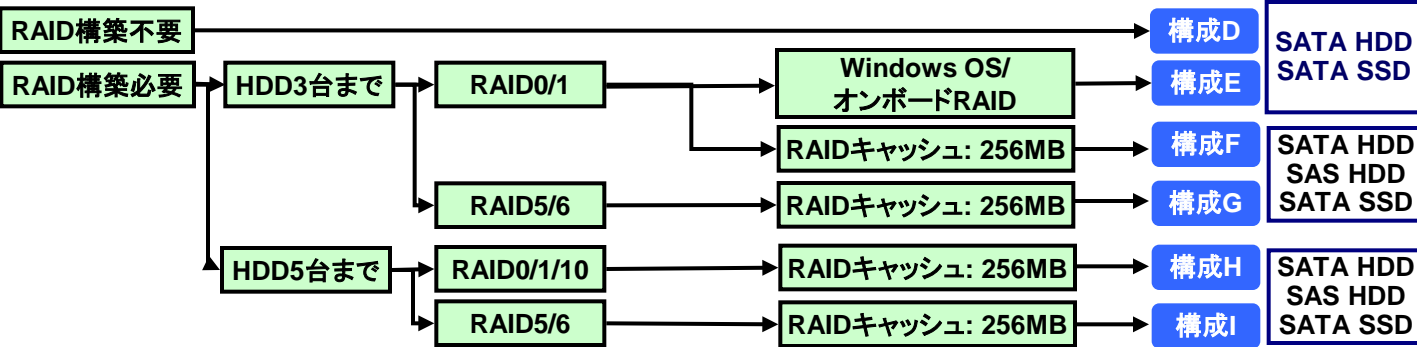 RAID構築不要
構成D
SATA HDD
SATA SSD
RAID構築必要
HDD3台まで
RAID0/1
Windows OS/
オンボードRAID
構成E
RAIDキャッシュ: 256MB
構成F
SATA HDD
SAS HDD
SATA SSD
RAID5/6
RAIDキャッシュ: 256MB
構成G
HDD5台まで
RAID0/1/10
RAIDキャッシュ: 256MB
構成H
SATA HDD
SAS HDD
SATA SSD
RAID5/6
RAIDキャッシュ: 256MB
構成I